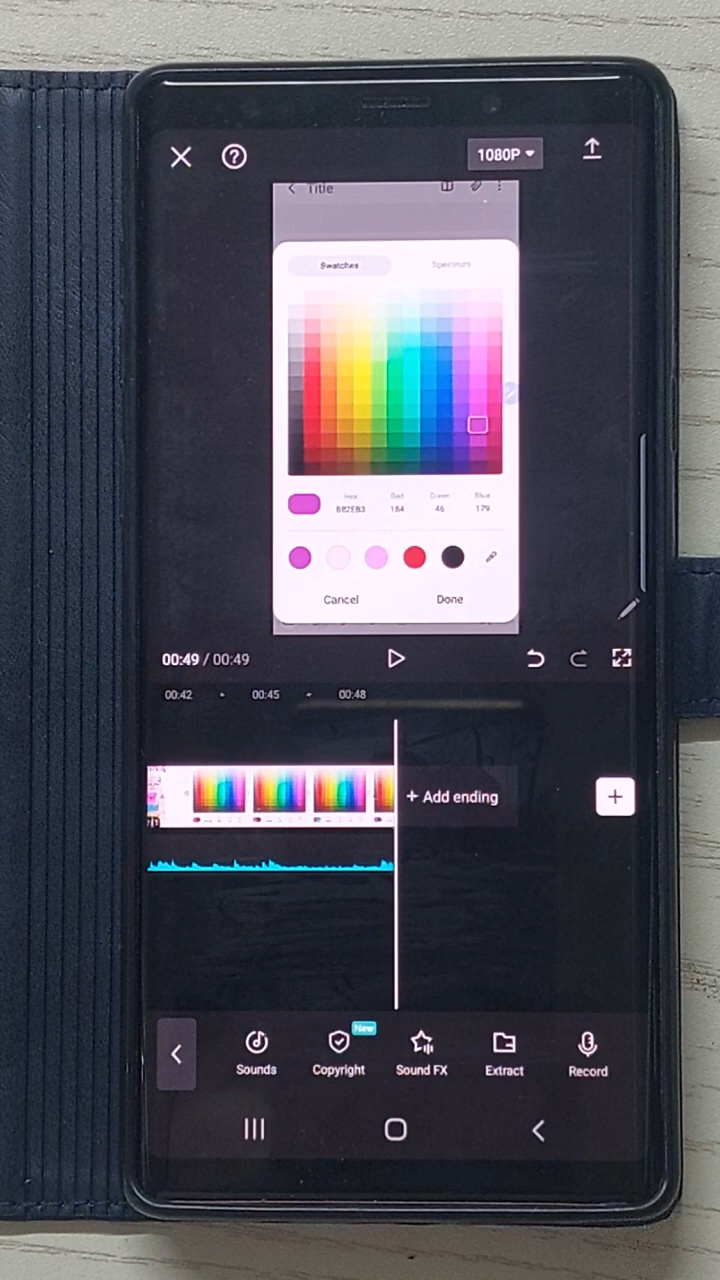 1080P
Title
Swatches Spectrum
Hex Red Green Blue
B82EB3 184 46 179
Cancel Done
00:49 / 00:49
00:42 00:45 00:48
+ Add ending
New
Sounds Copyright Sound FX Extract Record